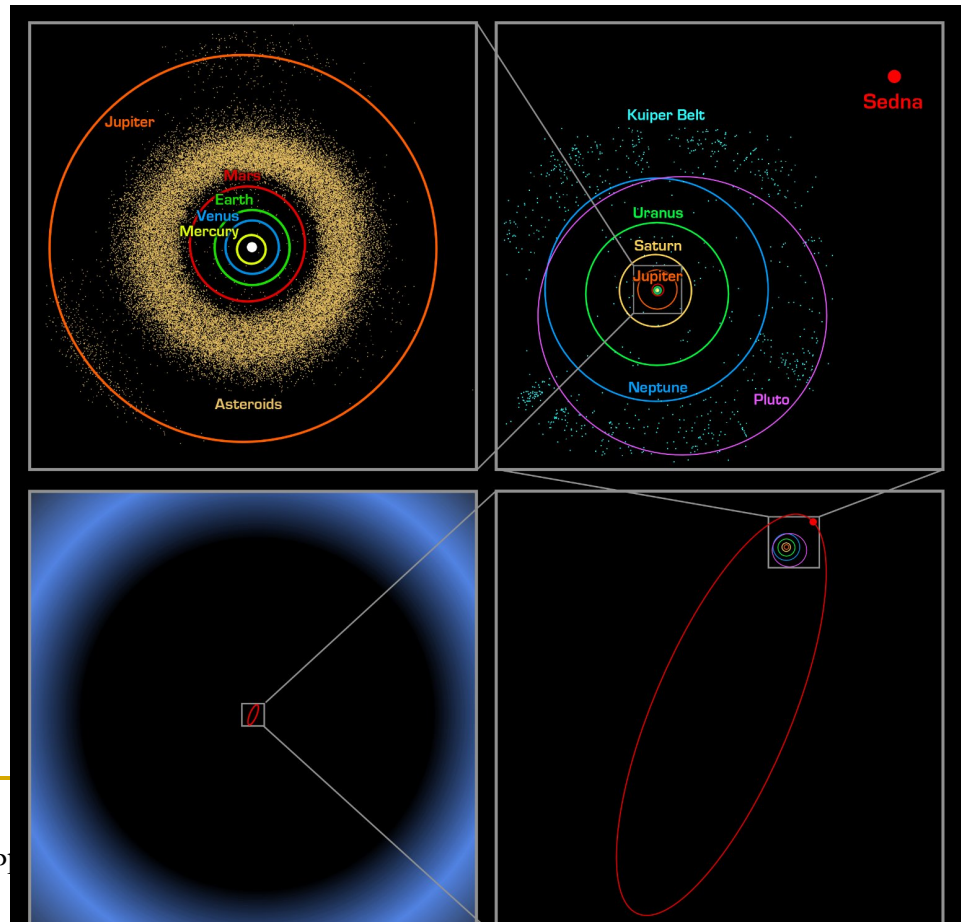 Jupiter
Mars
Earth
Venus
Mercury
Asteroids
Sedna
Kuiper Belt
Uranus
Saturn
Jupiter
Neptune
Pluto